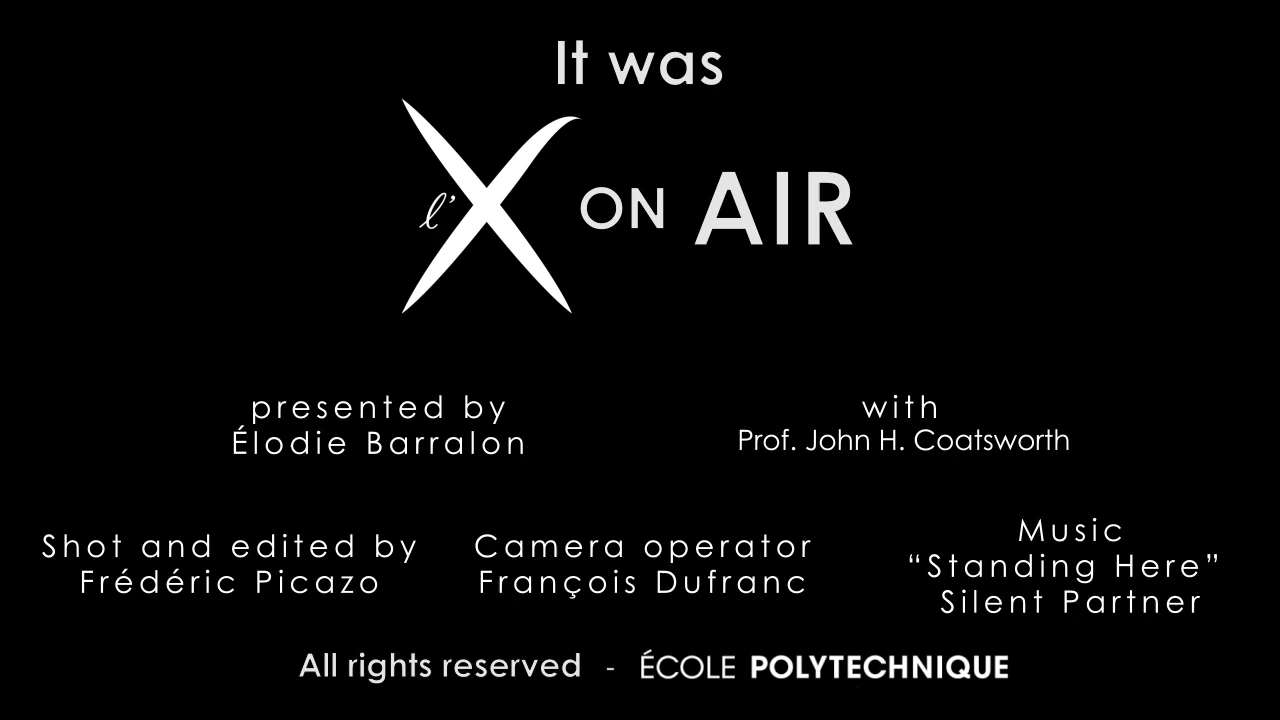 It was
l'X ON AIR
presented by
Élodie Barralon
with
Prof. John H. Coatsworth
Shot and edited by
Frédéric Picazo
Camera operator
François Dufranc
Music
“Standing Here”
Silent Partner
All rights reserved - ÉCOLE POLYTECHNIQUE